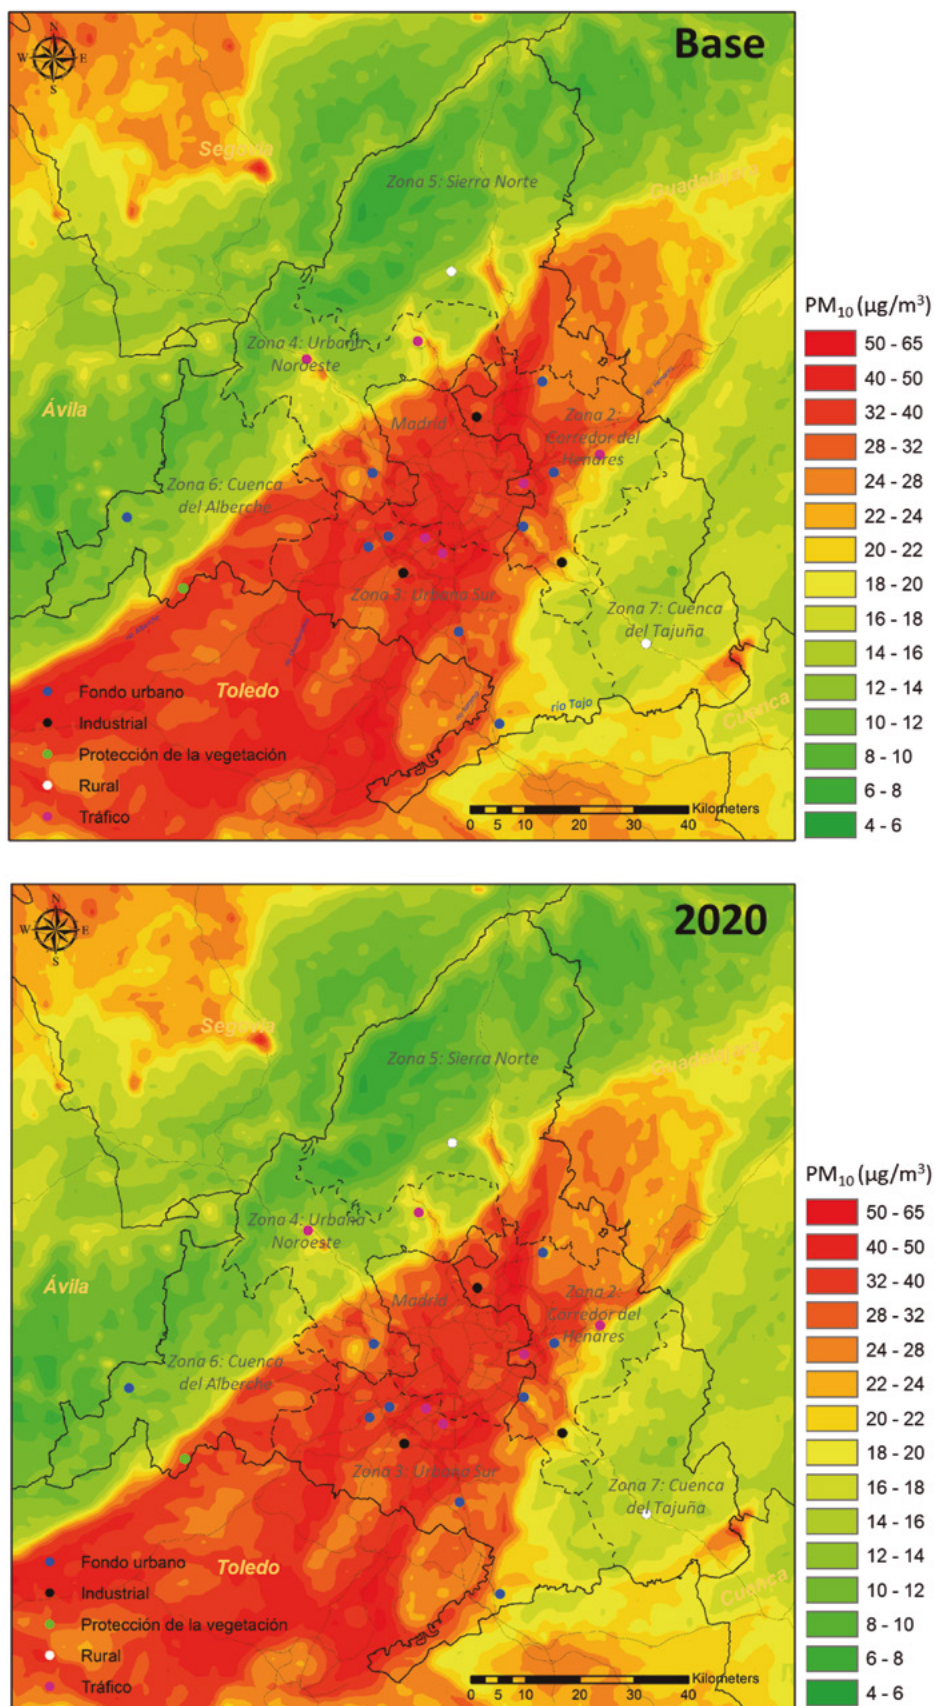 Base
N
W E
S
Segovia
Guadalajara
Zona 5: Sierra Norte
Zona 4: Urbana
Noroeste
Ávila
Madrid
Zona 2:
Corredor del
Henares
Zona 6: Cuenca
del Alberche
Zona 3: Urbana Sur
Zona 7: Cuenca
del Tajuña
Toledo
río Tajo
Cuenca
Fondo urbano
Industrial
Protección de la vegetación
Rural
Tráfico
Kilometers
0 5 10 20 30 40
PM₁₀ (µg/m³)
50 - 65
40 - 50
32 - 40
28 - 32
24 - 28
22 - 24
20 - 22
18 - 20
16 - 18
14 - 16
12 - 14
10 - 12
8 - 10
6 - 8
4 - 6
2020
N
W E
S
Segovia
Guadalajara
Zona 5: Sierra Norte
Zona 4: Urbana
Noroeste
Ávila
Madrid
Zona 2:
Corredor del
Henares
Zona 6: Cuenca
del Alberche
Zona 3: Urbana Sur
Zona 7: Cuenca
del Tajuña
Toledo
Cuenca
Fondo urbano
Industrial
Protección de la vegetación
Rural
Tráfico
Kilometers
0 5 10 20 30 40
PM₁₀ (µg/m³)
50 - 65
40 - 50
32 - 40
28 - 32
24 - 28
22 - 24
20 - 22
18 - 20
16 - 18
14 - 16
12 - 14
10 - 12
8 - 10
6 - 8
4 - 6